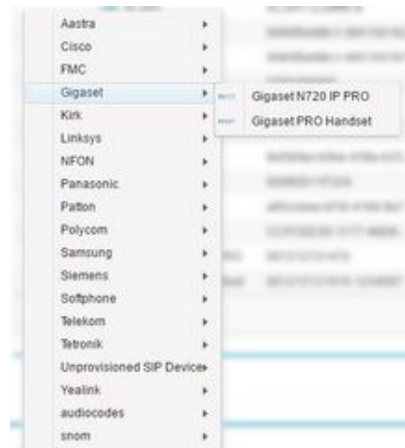 Aastra
Cisco
FMC
Gigaset
Gigaset N720 IP PRO
Gigaset PRO Handset
Kirk
Linksys
NFON
Panasonic
Patton
Polycom
Samsung
Siemens
Softphone
Telekom
Tetronik
Unprovisioned SIP Device
Yealink
audiocodes
snom